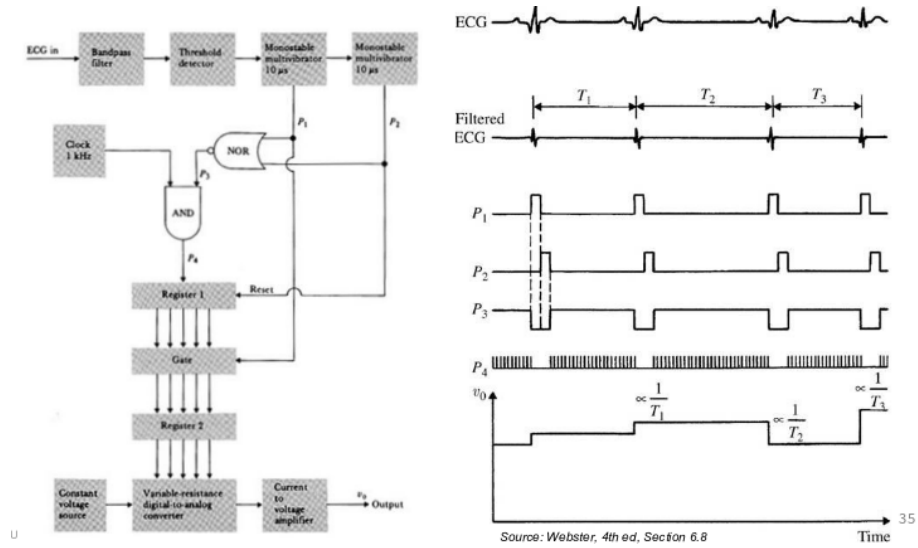 ECG in
Bandpass
filter
Threshold
detector
Monostable
multivibrator
10 µs
Monostable
multivibrator
10 µs
P1
P2
Clock
1 kHz
NOR
P3
AND
P4
Register 1
Reset
Gate
Register 2
Constant
voltage
source
Variable-resistance
digital-to-analog
converter
Current
to
voltage
amplifier
v0
Output
U
ECG
T1
T2
T3
Filtered
ECG
P1
P2
P3
P4
v0
∝ 1/T1
∝ 1/T2
∝ 1/T3
Time
Source: Webster, 4th ed, Section 6.8
35